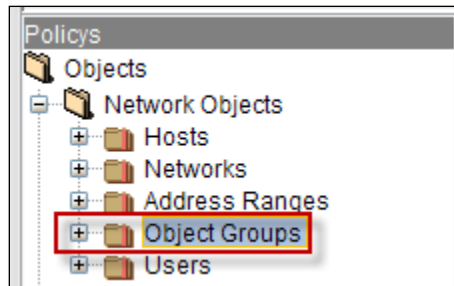 Policys
Objects
Network Objects
Hosts
Networks
Address Ranges
Object Groups
Users